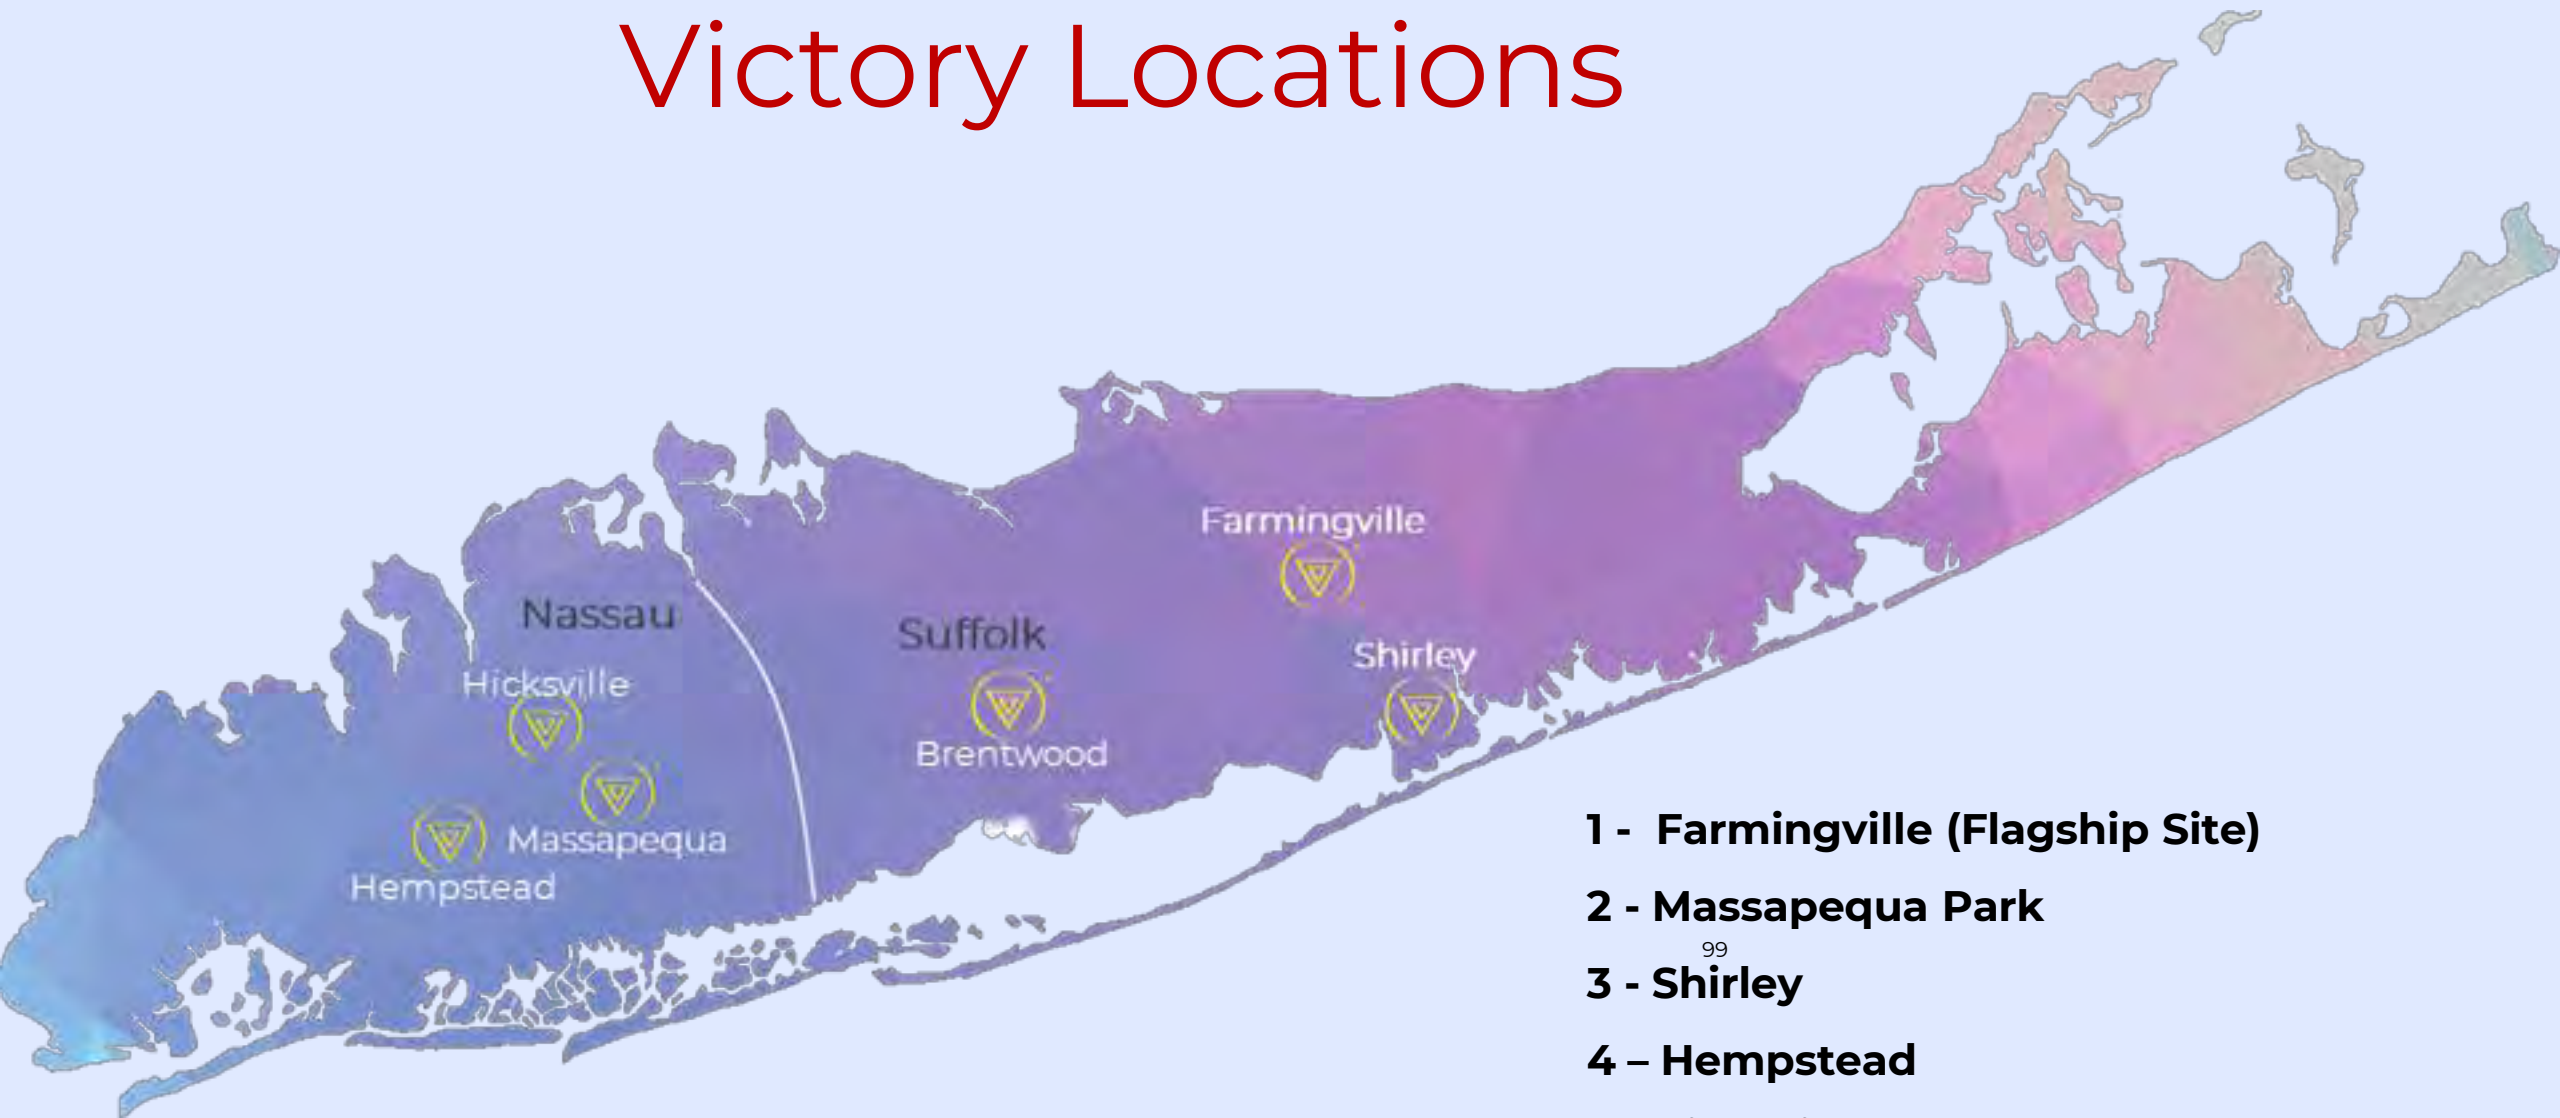 Victory Locations
Farmingville
Nassau
Suffolk
Shirley
Hicksville
Brentwood
Massapequa
Hempstead
1 - Farmingville (Flagship Site)
2 - Massapequa Park
99
3 - Shirley
4 – Hempstead